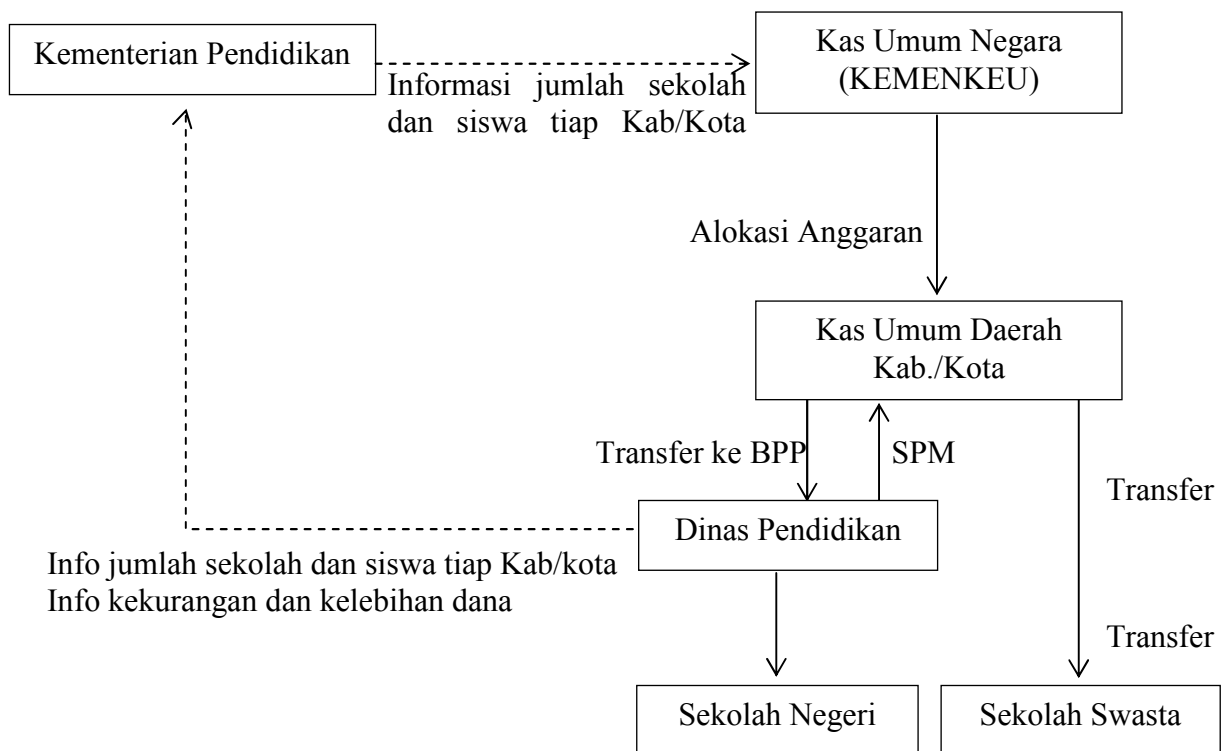 Kementerian Pendidikan
Kas Umum Negara
(KEMENKEU)
Informasi jumlah sekolah
dan siswa tiap Kab/Kota
Alokasi Anggaran
Kas Umum Daerah
Kab./Kota
Transfer ke BPP
SPM
Transfer
Dinas Pendidikan
Info jumlah sekolah dan siswa tiap Kab/kota
Info kekurangan dan kelebihan dana
Transfer
Sekolah Negeri
Sekolah Swasta